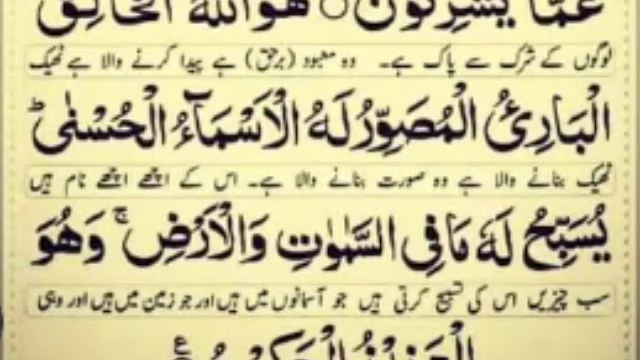 عَمَّا يُشْرِكُوْنَ ۝ هُوَ اللّٰهُ الْخَالِقُ
لوگوں کے شرک سے پاک ہے۔ وہ معبود (برحق) ہے پیدا کرنے والا ہے ٹھیک
الْبَارِئُ الْمُصَوِّرُ لَهُ الْاَسْمَآءُ الْحُسْنٰى ؕ
ٹھیک بنانے والا ہے وہ صورت بنانے والا ہے۔ اس کے اچھے اچھے نام ہیں
يُسَبِّحُ لَهٗ مَا فِي السَّمٰوٰتِ وَالْاَرْضِ ۚ وَهُوَ
سب چیزیں اس کی تسبیح کرتی ہیں جو آسمانوں میں ہیں اور جو زمین میں ہیں اور وہی
الْعَزِيْزُ الْحَكِيْمُ ع